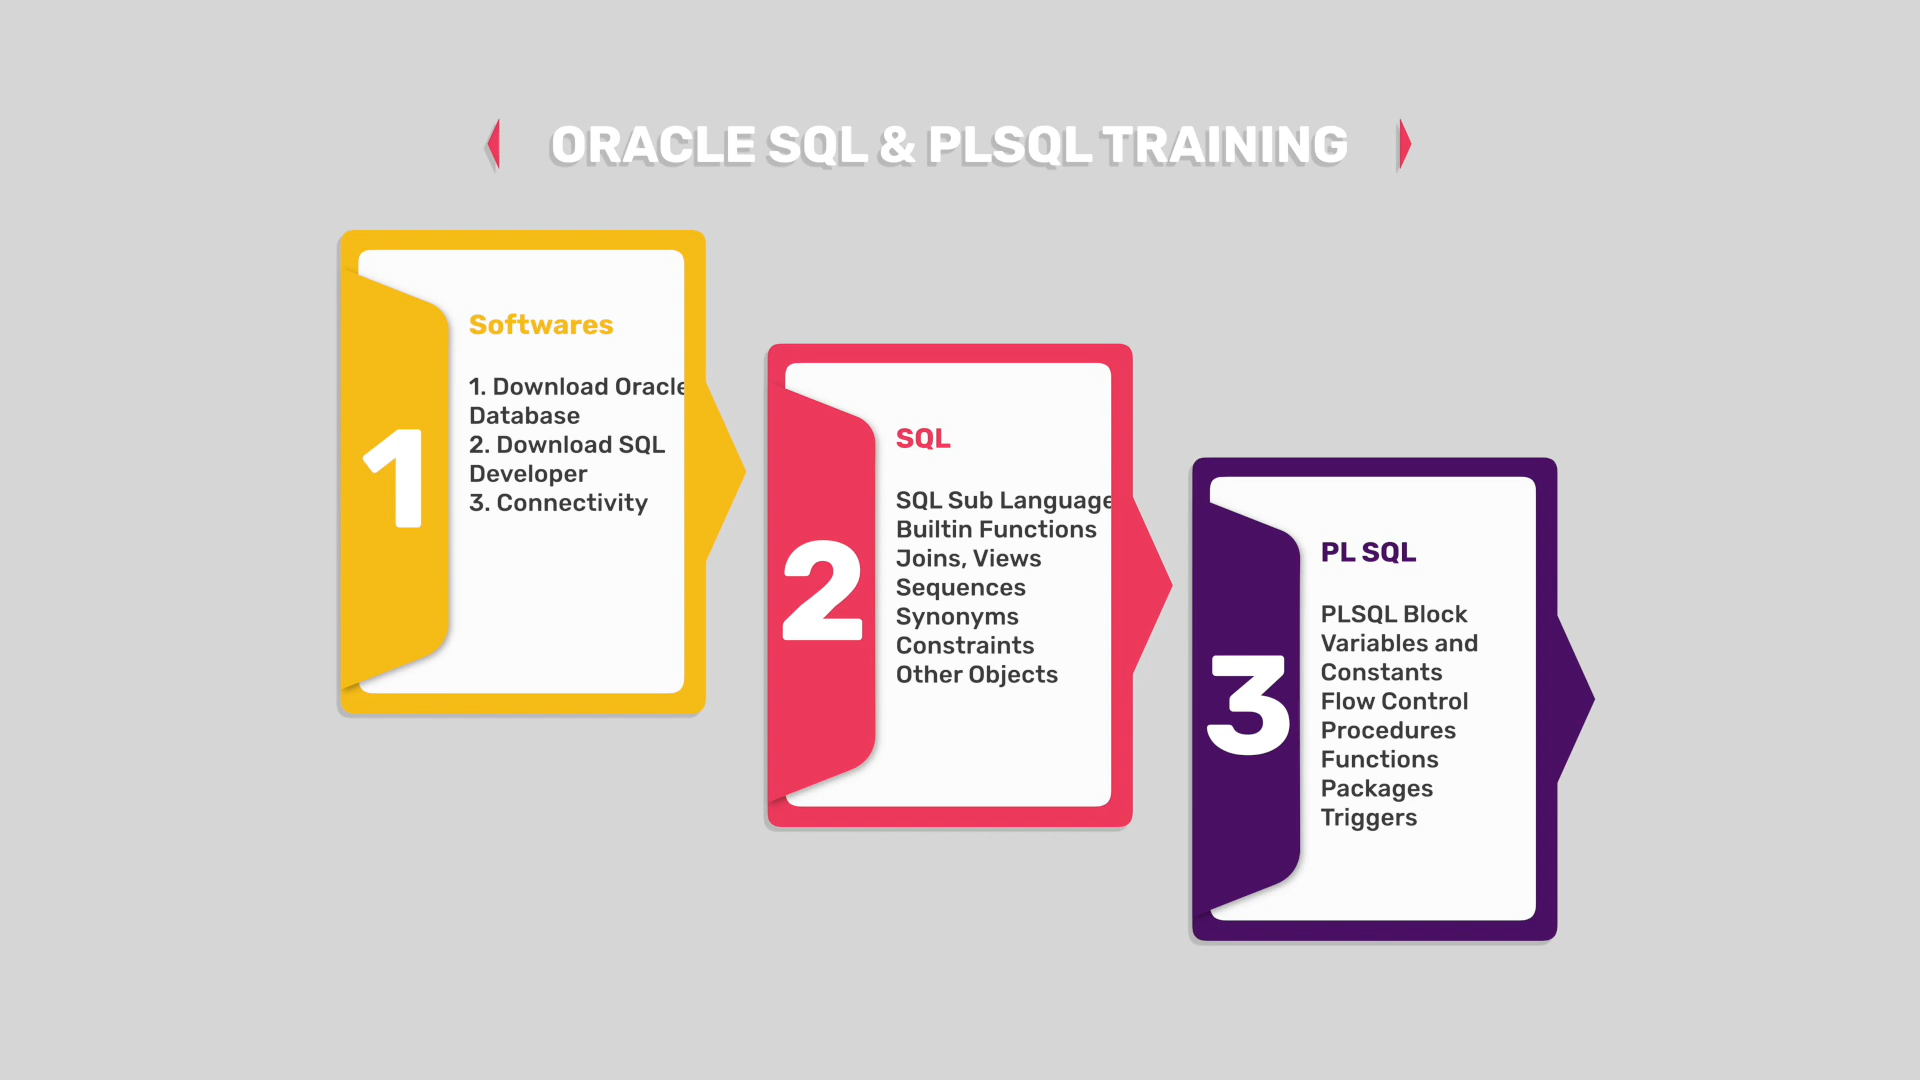 ORACLE SQL & PLSQL TRAINING
1
Softwares
1. Download Oracle
Database
2. Download SQL
Developer
3. Connectivity
2
SQL
SQL Sub Language
Builtin Functions
Joins, Views
Sequences
Synonyms
Constraints
Other Objects
3
PL SQL
PLSQL Block
Variables and
Constants
Flow Control
Procedures
Functions
Packages
Triggers